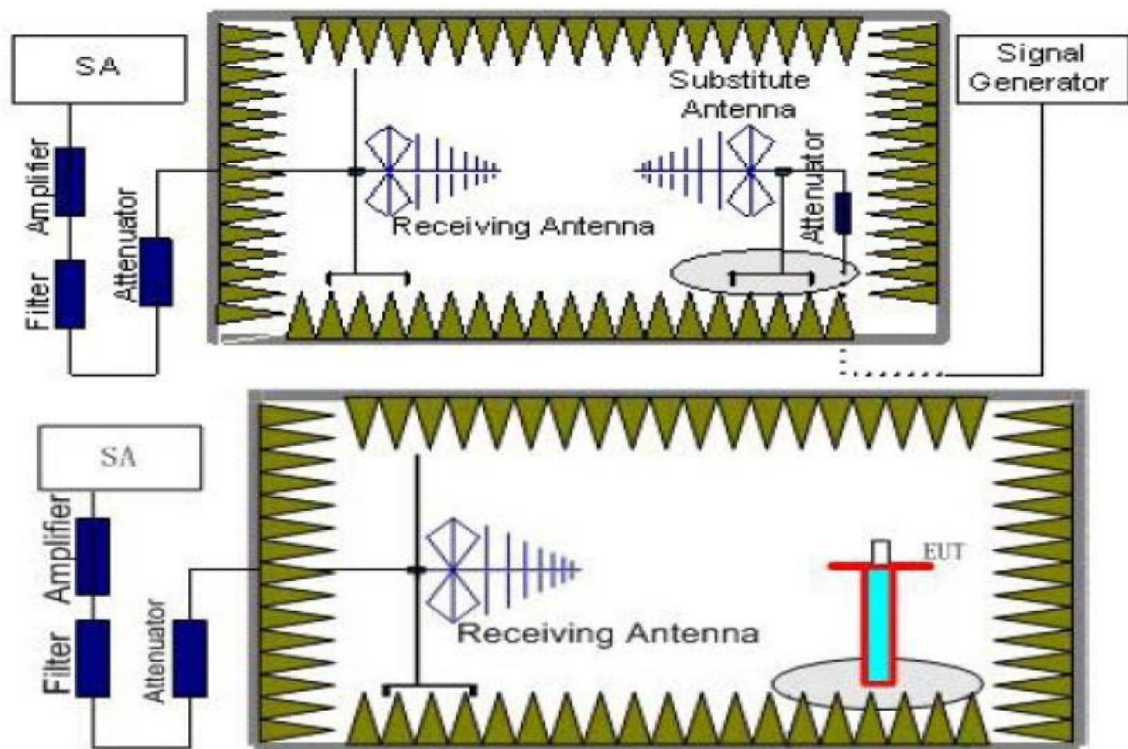 SA
Signal
Generator
Substitute
Antenna
Amplifier
Attenuator
Attenuator
Receiving Antenna
Filter
SA
Amplifier
EUT
Receiving Antenna
Filter
Attenuator